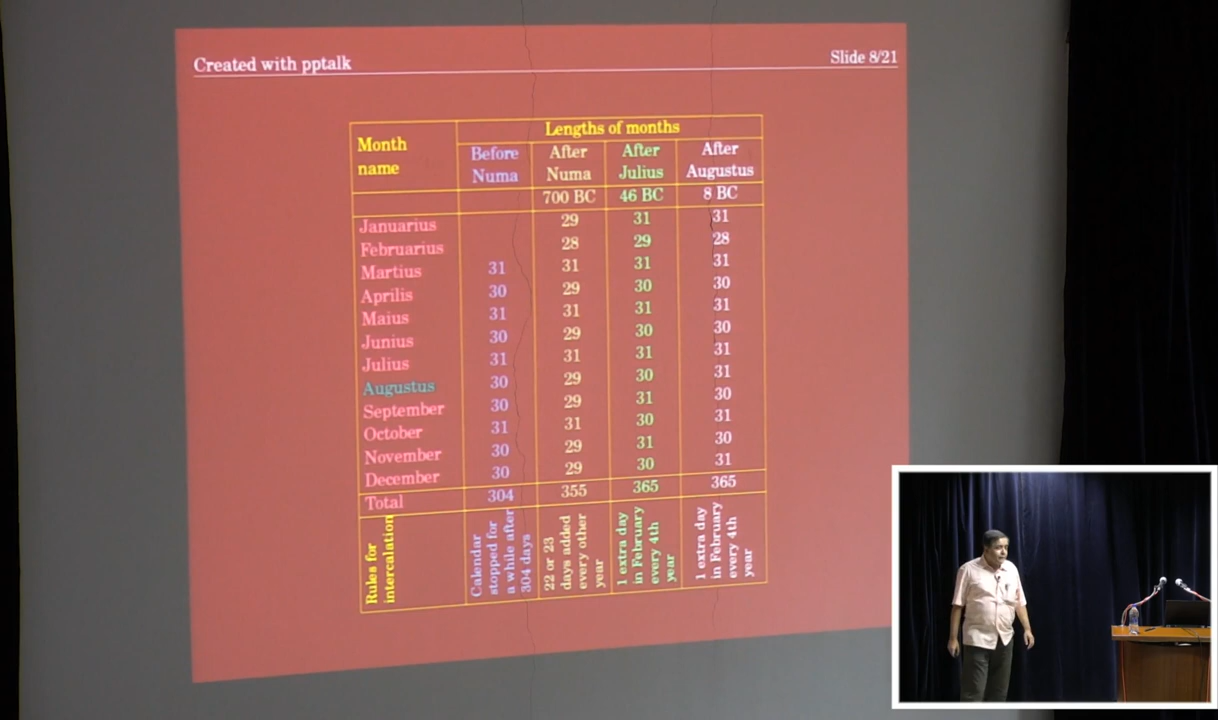 Created with pptalk
Slide 8/21
Month name
Lengths of months
Before Numa
After Numa
After Julius
After Augustus
700 BC 46 BC 8 BC
Januarius 29 31 31
Februarius 28 29 28
Martius 31 31 31 31
Aprilis 30 29 30 30
Maius 31 31 31 31
Junius 30 29 30 30
Julius 31 31 31 31
Augustus 30 29 30 31
September 30 29 31 30
October 31 31 30 31
November 30 29 31 30
December 30 29 30 31
Total 304 355 365 365
Rules for
intercalation
Calendar
stopped for
a while after
304 days
22 or 23
days added
every other
year
1 extra day
in February
every 4th
year
1 extra day
in February
every 4th
year